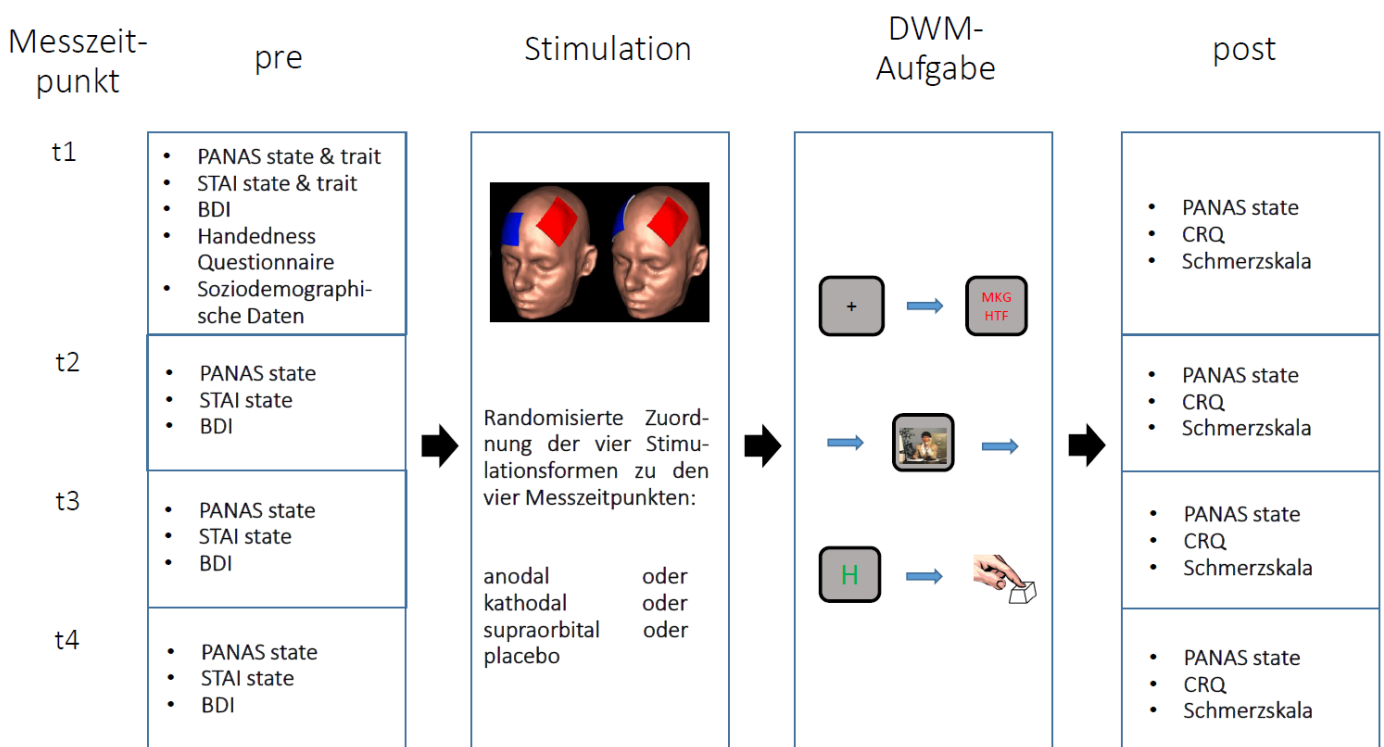 Messzeit-
punkt
pre
Stimulation
DWM-
Aufgabe
post
t1
• PANAS state & trait
• STAI state & trait
• BDI
• Handedness
Questionnaire
• Soziodemographi-
sche Daten
t2
• PANAS state
• STAI state
• BDI
t3
• PANAS state
• STAI state
• BDI
t4
• PANAS state
• STAI state
• BDI
Randomisierte Zuord-
nung der vier Stimu-
lationsformen zu den
vier Messzeitpunkten:
anodal oder
kathodal oder
supraorbital oder
placebo
+
MKG
HTF
H
• PANAS state
• CRQ
• Schmerzskala
• PANAS state
• CRQ
• Schmerzskala
• PANAS state
• CRQ
• Schmerzskala
• PANAS state
• CRQ
• Schmerzskala